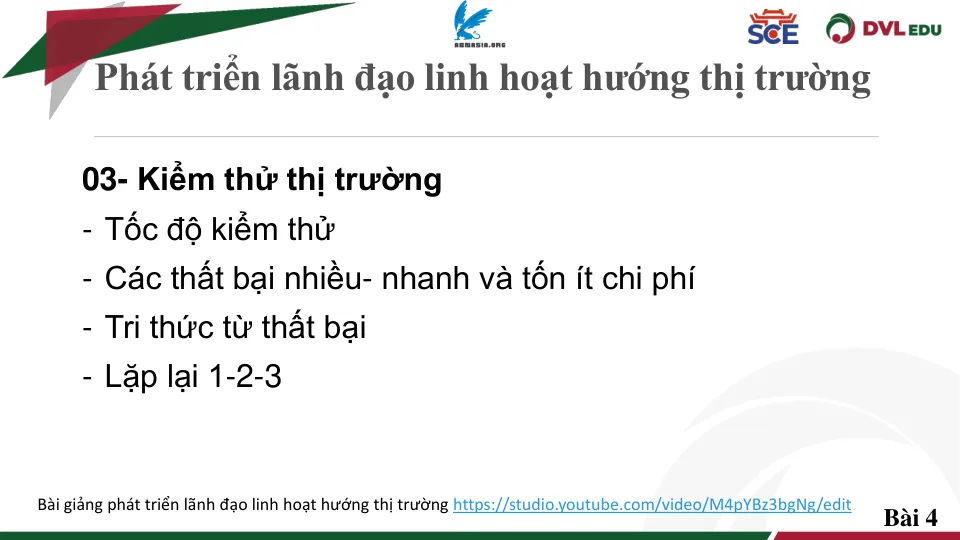 ABMASIA.ORG
SCE
DVL EDU
Phát triển lãnh đạo linh hoạt hướng thị trường
03- Kiểm thử thị trường
- Tốc độ kiểm thử
- Các thất bại nhiều- nhanh và tốn ít chi phí
- Tri thức từ thất bại
- Lặp lại 1-2-3
Bài giảng phát triển lãnh đạo linh hoạt hướng thị trường https://studio.youtube.com/video/M4pYBz3bgNg/edit
Bài 4